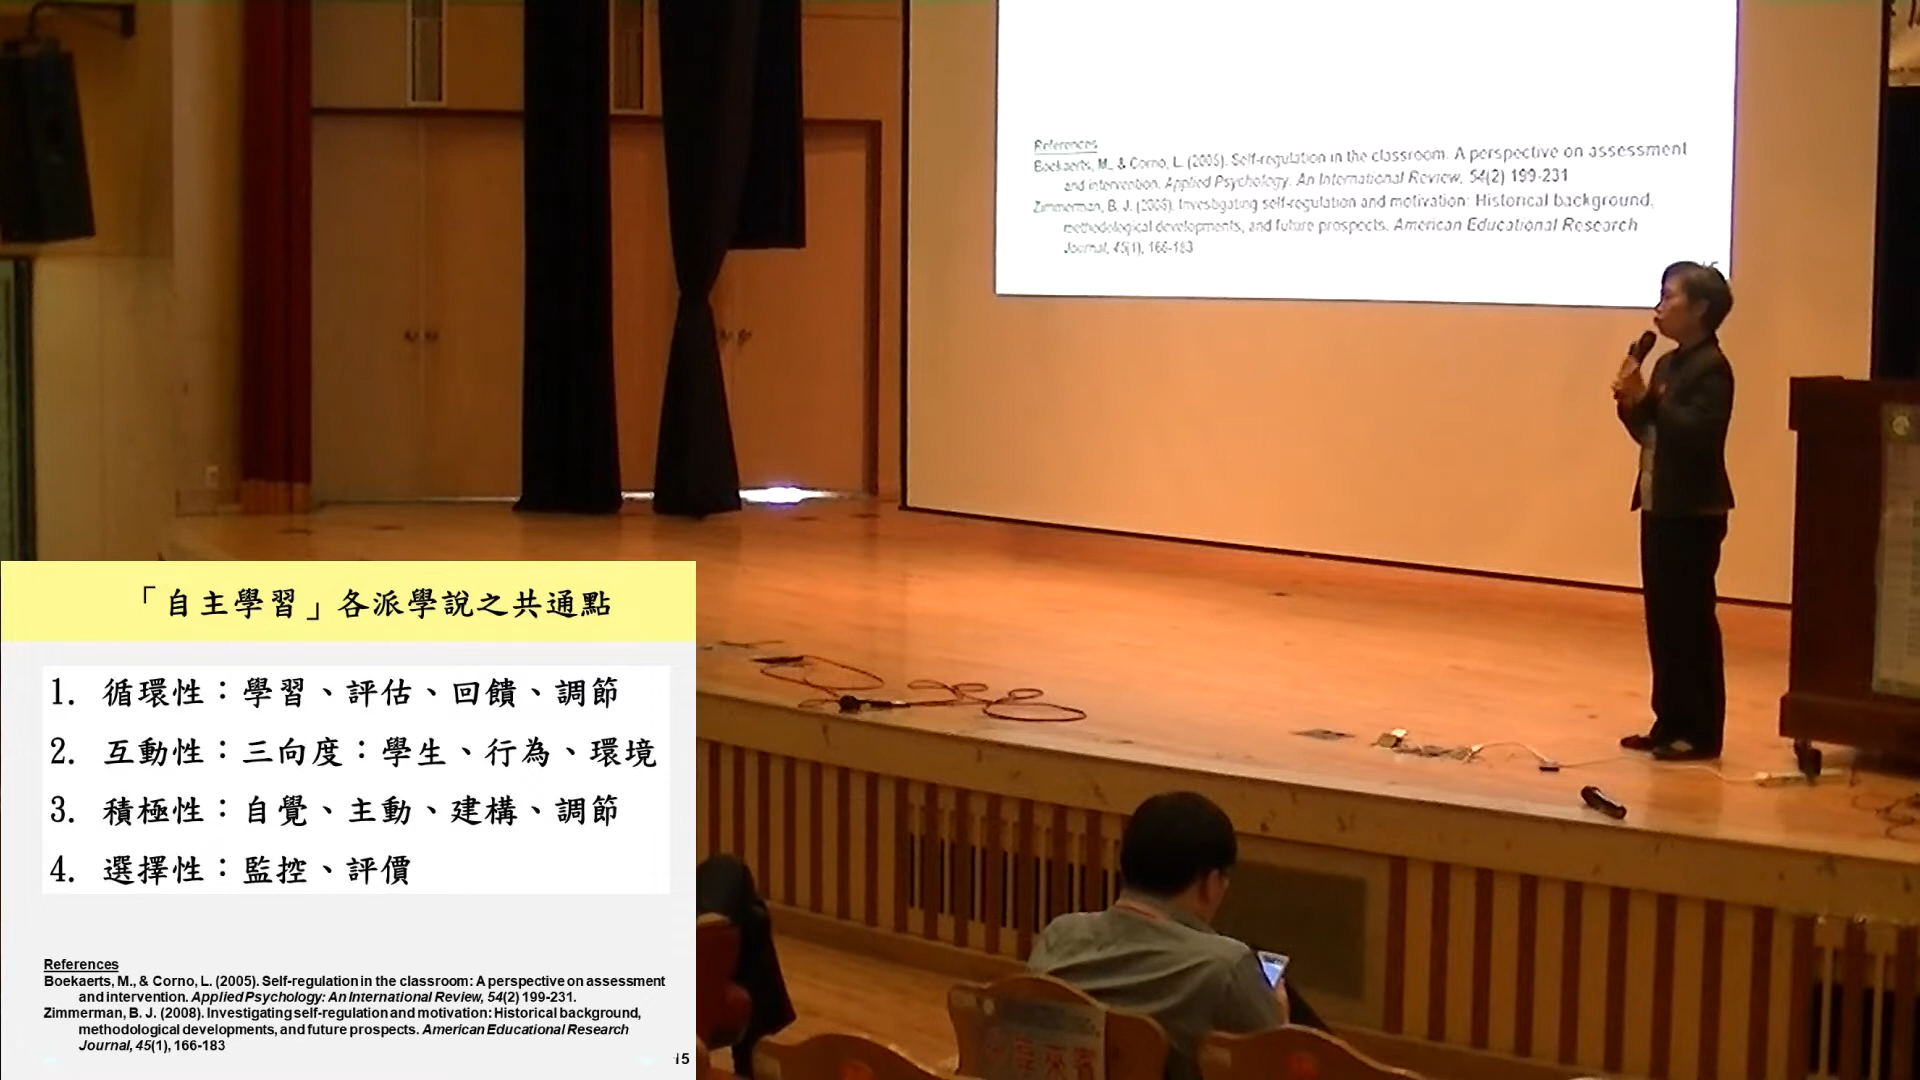 References
Boekaerts, M., & Corno, L. (2005). Self-regulation in the classroom: A perspective on assessment
and intervention. Applied Psychology: An International Review, 54(2) 199-231
Zimmerman, B. J. (2008). Investigating self-regulation and motivation: Historical background,
methodological developments, and future prospects. American Educational Research
Journal, 45(1), 166-183
「自主學習」各派學說之共通點
1. 循環性：學習、評估、回饋、調節
2. 互動性：三向度：學生、行為、環境
3. 積極性：自覺、主動、建構、調節
4. 選擇性：監控、評價
References
Boekaerts, M., & Corno, L. (2005). Self-regulation in the classroom: A perspective on assessment
and intervention. Applied Psychology: An International Review, 54(2) 199-231.
Zimmerman, B. J. (2008). Investigating self-regulation and motivation: Historical background,
methodological developments, and future prospects. American Educational Research
Journal, 45(1), 166-183
15